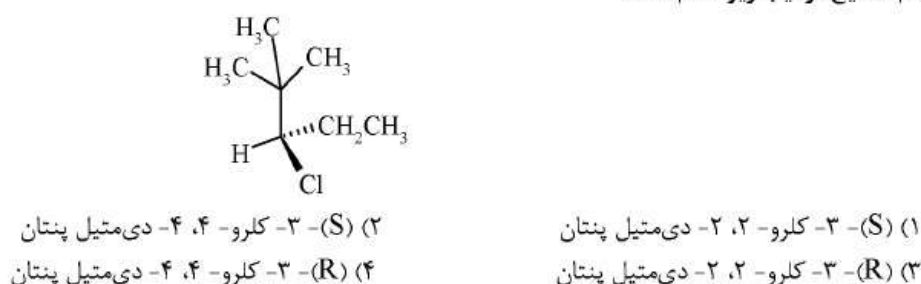 H₃C
H₃C CH₃
H CH₂CH₃
Cl
۱) (S)- ۳- کلرو- ۲، ۲- دی‌متیل پنتان
۲) (S)- ۳- کلرو- ۴، ۴- دی‌متیل پنتان
۳) (R)- ۳- کلرو- ۲، ۲- دی‌متیل پنتان
۴) (R)- ۳- کلرو- ۴، ۴- دی‌متیل پنتان